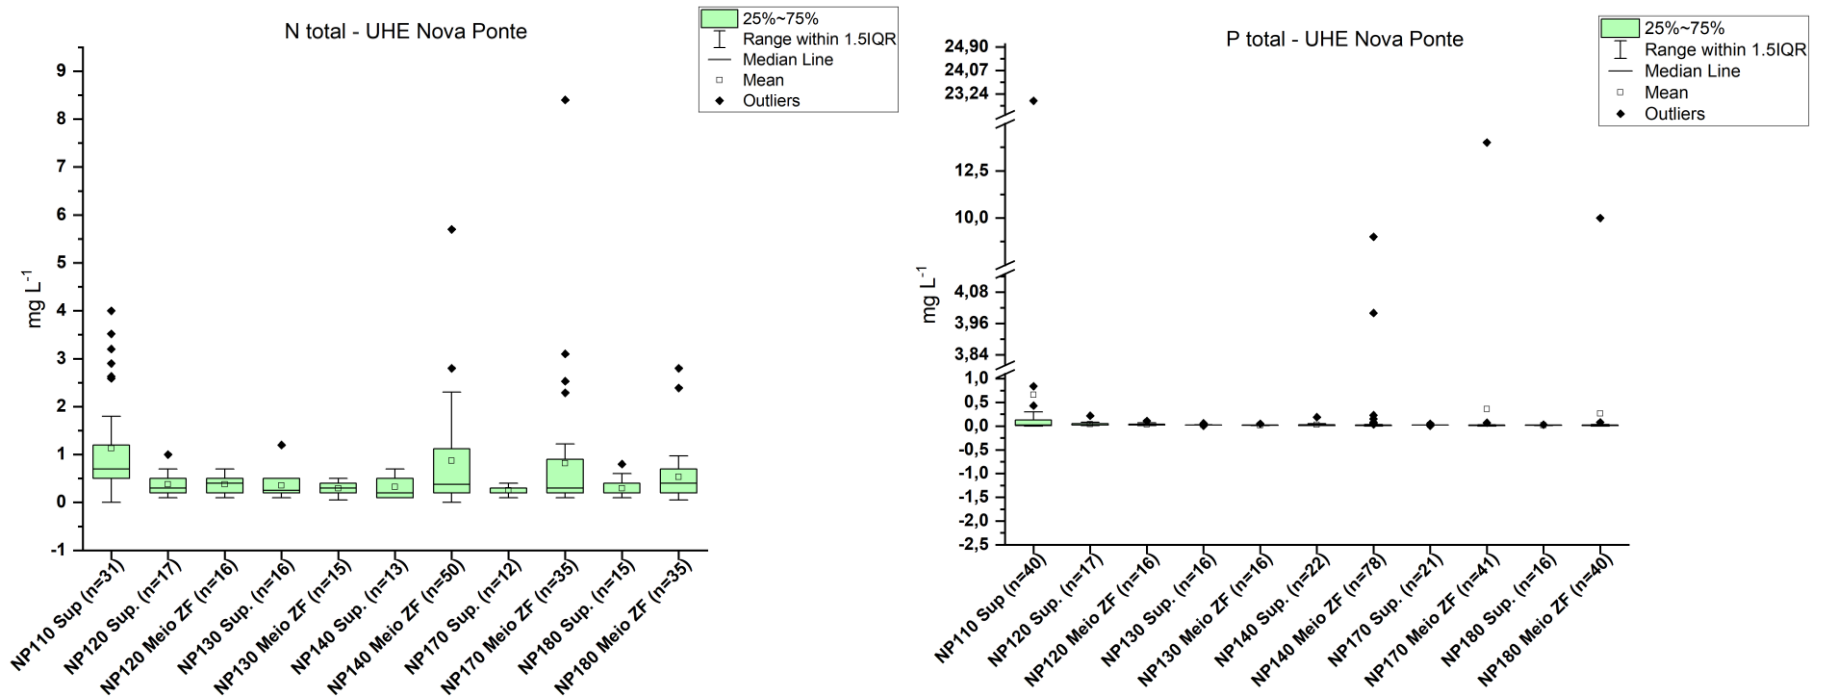 N total - UHE Nova Ponte
25%~75%
Range within 1.5IQR
Median Line
Mean
Outliers
mg L-1
9
8
7
6
5
4
3
2
1
0
-1
NP110 Sup (n=31)
NP120 Sup. (n=17)
NP120 Meio ZF (n=16)
NP130 Sup. (n=16)
NP130 Meio ZF (n=15)
NP140 Sup. (n=13)
NP140 Meio ZF (n=50)
NP170 Sup. (n=12)
NP170 Meio ZF (n=35)
NP180 Sup. (n=15)
NP180 Meio ZF (n=35)
P total - UHE Nova Ponte
25%~75%
Range within 1.5IQR
Median Line
Mean
Outliers
mg L-1
24,90
24,07
23,24
12,5
10,0
4,08
3,96
3,84
1,0
0,5
0,0
-0,5
-1,0
-1,5
-2,0
-2,5
NP110 Sup (n=40)
NP120 Sup. (n=17)
NP120 Meio ZF (n=16)
NP130 Sup. (n=16)
NP130 Meio ZF (n=16)
NP140 Sup. (n=22)
NP140 Meio ZF (n=78)
NP170 Sup. (n=21)
NP170 Meio ZF (n=41)
NP180 Sup. (n=16)
NP180 Meio ZF (n=40)